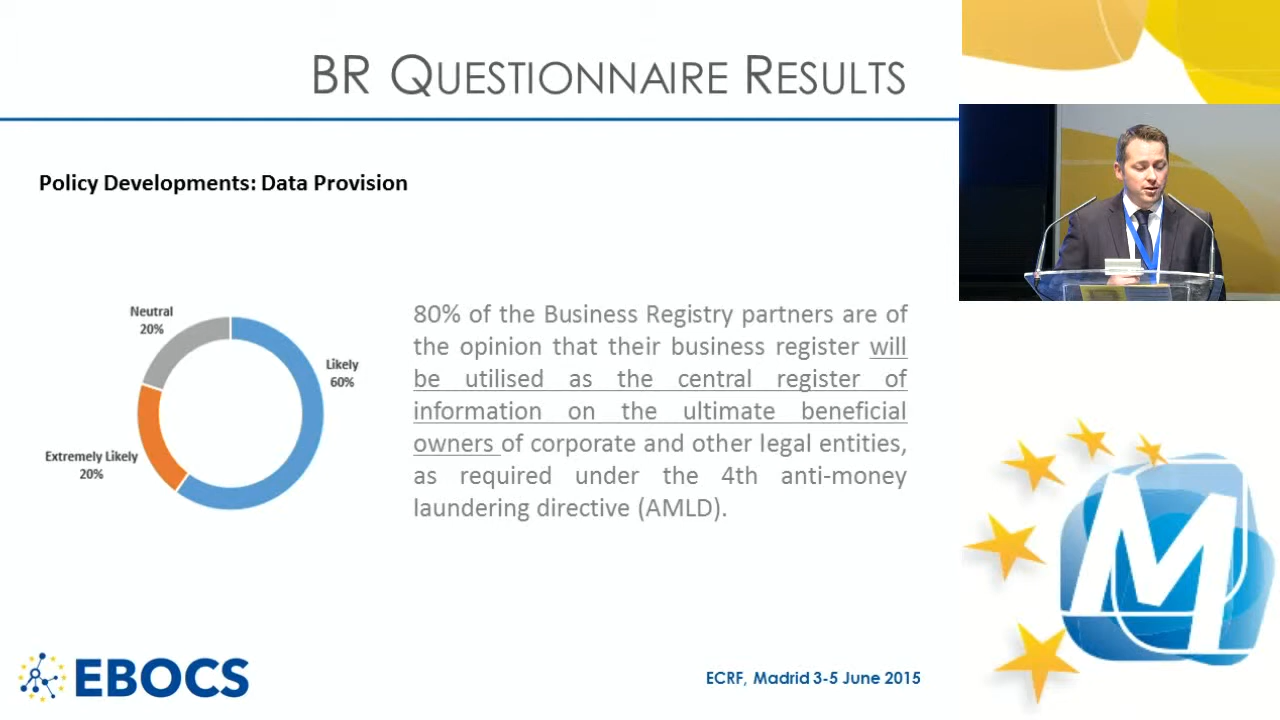 BR QUESTIONNAIRE RESULTS
Policy Developments: Data Provision
Neutral
20%
Likely
60%
Extremely Likely
20%
80% of the Business Registry partners are of
the opinion that their business register will
be utilised as the central register of
information on the ultimate beneficial
owners of corporate and other legal entities,
as required under the 4th anti-money
laundering directive (AMLD).
EBOCS
ECRF, Madrid 3-5 June 2015
M